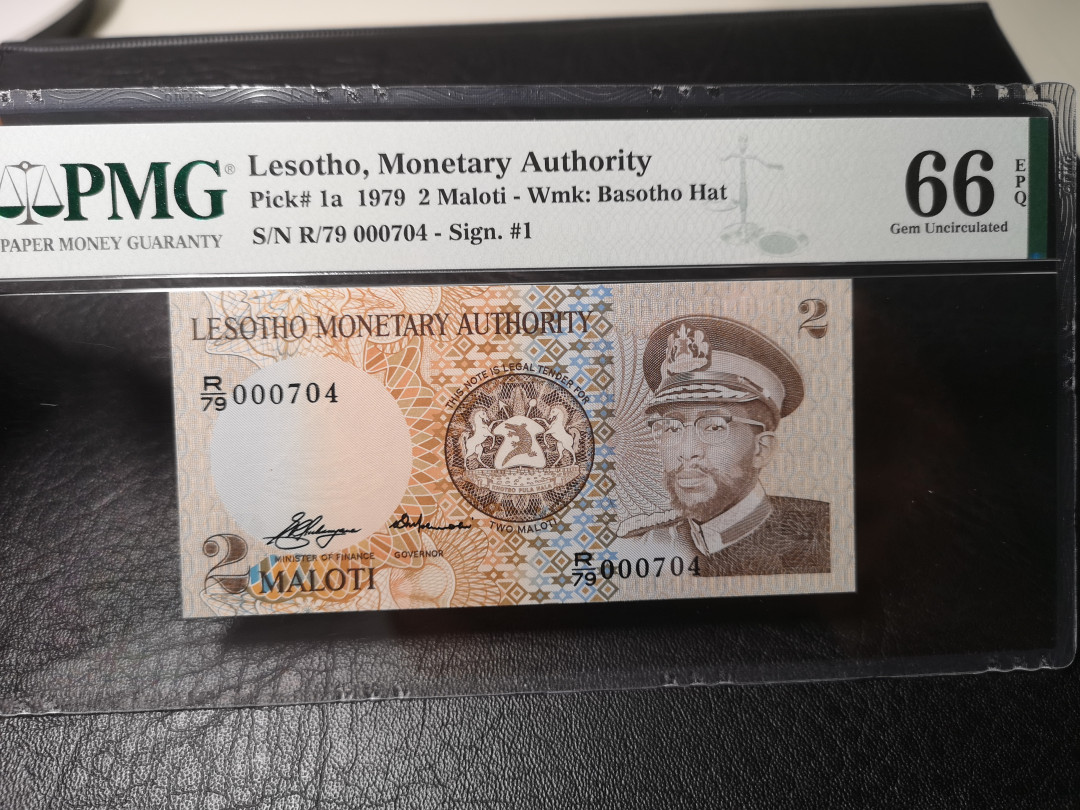 PMG®
PAPER MONEY GUARANTY
Lesotho, Monetary Authority
Pick# 1a 1979 2 Maloti - Wmk: Basotho Hat
S/N R/79 000704 - Sign. #1
66
EPQ
Gem Uncirculated
LESOTHO MONETARY AUTHORITY
2
R/79 000704
THIS NOTE IS LEGAL TENDER FOR
TWO MALOTI
MINISTER OF FINANCE
GOVERNOR
2 MALOTI
R/79 000704